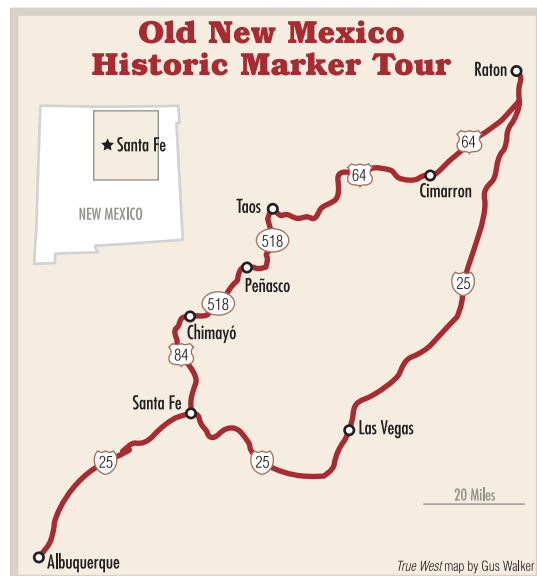 Old New Mexico
Historic Marker Tour
Raton
Santa Fe
NEW MEXICO
64
64
Cimarron
Taos
518
Peñasco
25
518
Chimayó
84
Santa Fe
Las Vegas
25
25
20 Miles
Albuquerque
True West map by Gus Walker